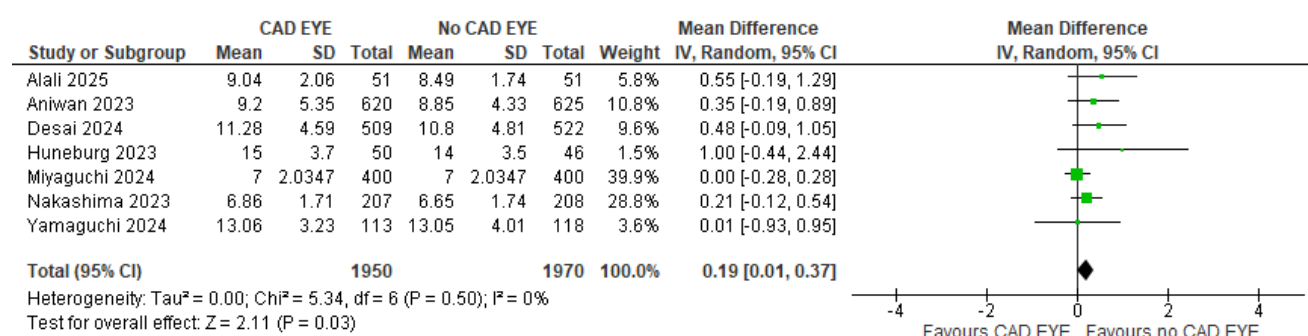 CAD EYE No CAD EYE Mean Difference Mean Difference
Study or Subgroup Mean SD Total Mean SD Total Weight IV, Random, 95% CI IV, Random, 95% CI
Alali 2025 9.04 2.06 51 8.49 1.74 51 5.8% 0.55 [-0.19, 1.29]
Aniwan 2023 9.2 5.35 620 8.85 4.33 625 10.8% 0.35 [-0.19, 0.89]
Desai 2024 11.28 4.59 509 10.8 4.81 522 9.6% 0.48 [-0.09, 1.05]
Huneburg 2023 15 3.7 50 14 3.5 46 1.5% 1.00 [-0.44, 2.44]
Miyaguchi 2024 7 2.0347 400 7 2.0347 400 39.9% 0.00 [-0.28, 0.28]
Nakashima 2023 6.86 1.71 207 6.65 1.74 208 28.8% 0.21 [-0.12, 0.54]
Yamaguchi 2024 13.06 3.23 113 13.05 4.01 118 3.6% 0.01 [-0.93, 0.95]
Total (95% CI) 1950 1970 100.0% 0.19 [0.01, 0.37]
Heterogeneity: Tau² = 0.00; Chi² = 5.34, df = 6 (P = 0.50); I² = 0%
Test for overall effect: Z = 2.11 (P = 0.03)
-4 -2 0 2 4
Favours CAD EYE Favours no CAD EYE